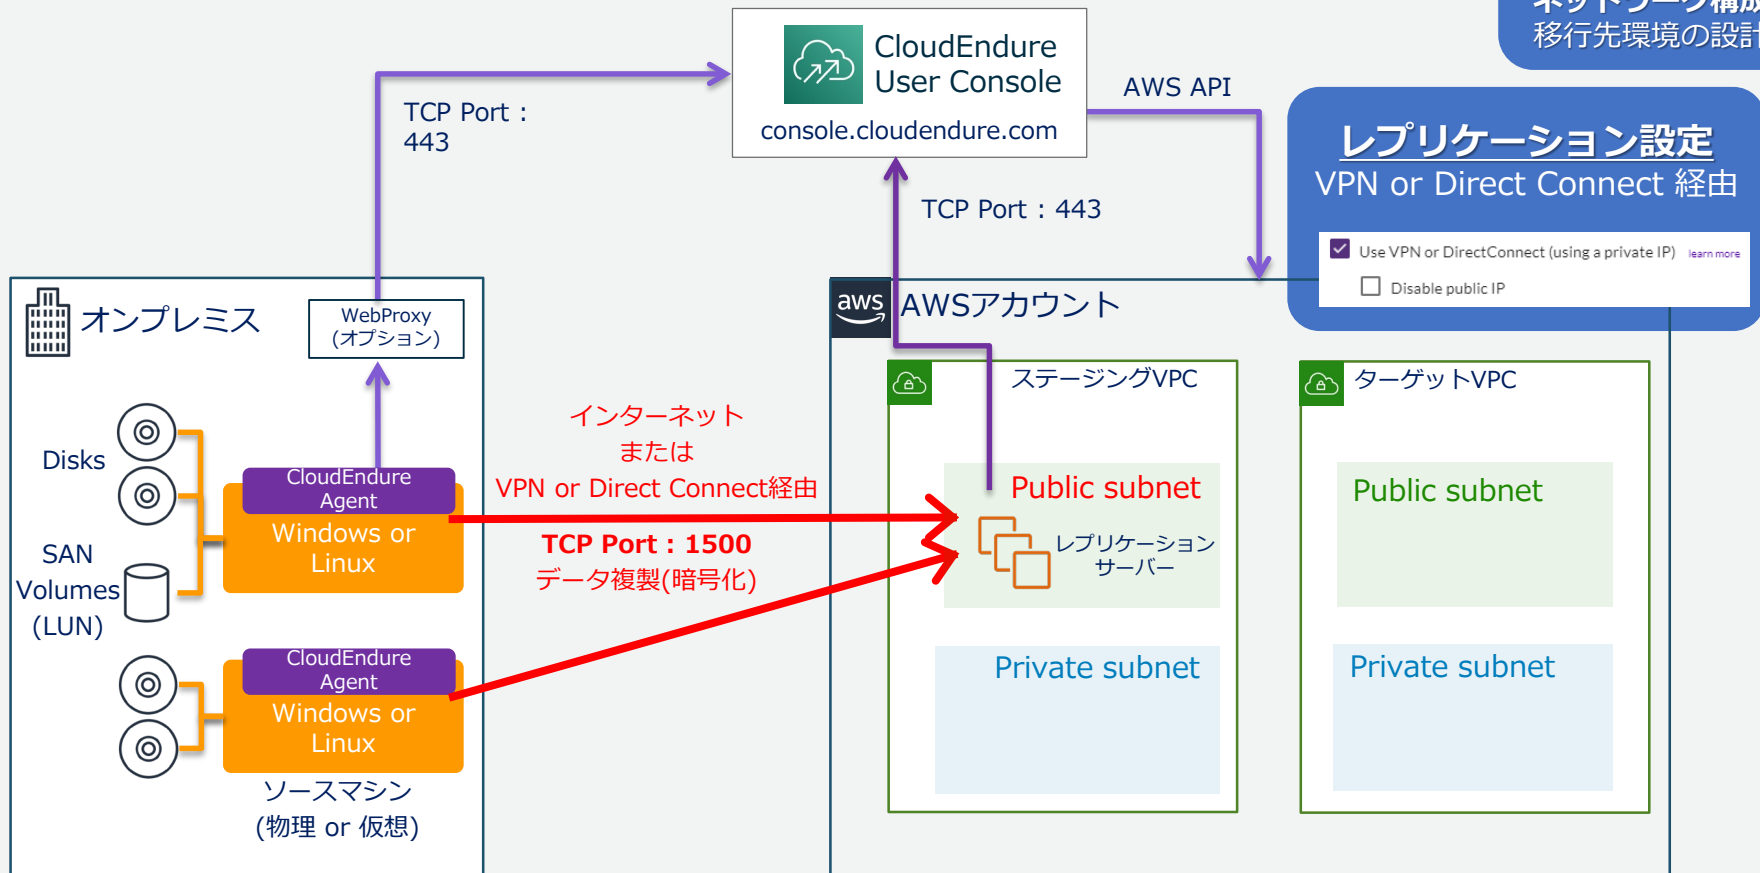 ネットワーク構成
移行先環境の設計
CloudEndure
User Console
console.cloudendure.com
AWS API
TCP Port :
443
TCP Port : 443
レプリケーション設定
VPN or Direct Connect 経由
Use VPN or DirectConnect (using a private IP) learn more
Disable public IP
オンプレミス
WebProxy
(オプション)
aws
AWSアカウント
ステージングVPC
ターゲットVPC
インターネット
または
VPN or Direct Connect経由
TCP Port : 1500
データ複製(暗号化)
Disks
SAN
Volumes
(LUN)
CloudEndure
Agent
Windows or
Linux
CloudEndure
Agent
Windows or
Linux
ソースマシン
(物理 or 仮想)
Public subnet
レプリケーション
サーバー
Private subnet
Public subnet
Private subnet